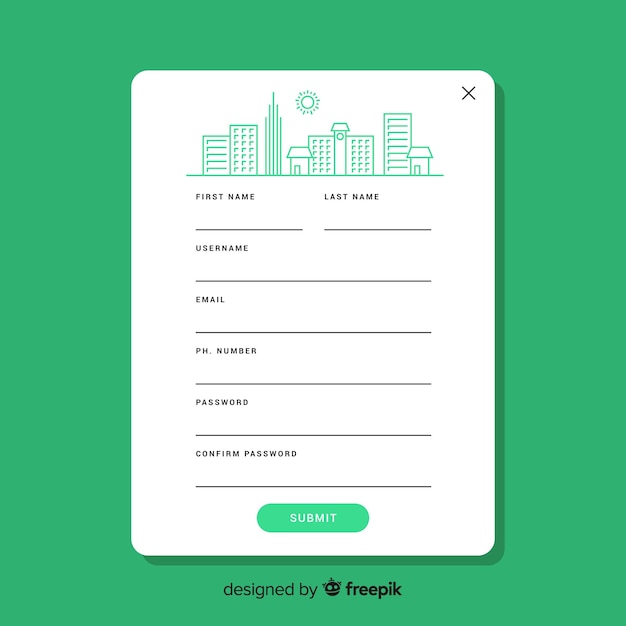 FIRST NAME LAST NAME
USERNAME
EMAIL
PH. NUMBER
PASSWORD
CONFIRM PASSWORD
SUBMIT
designed by freepik